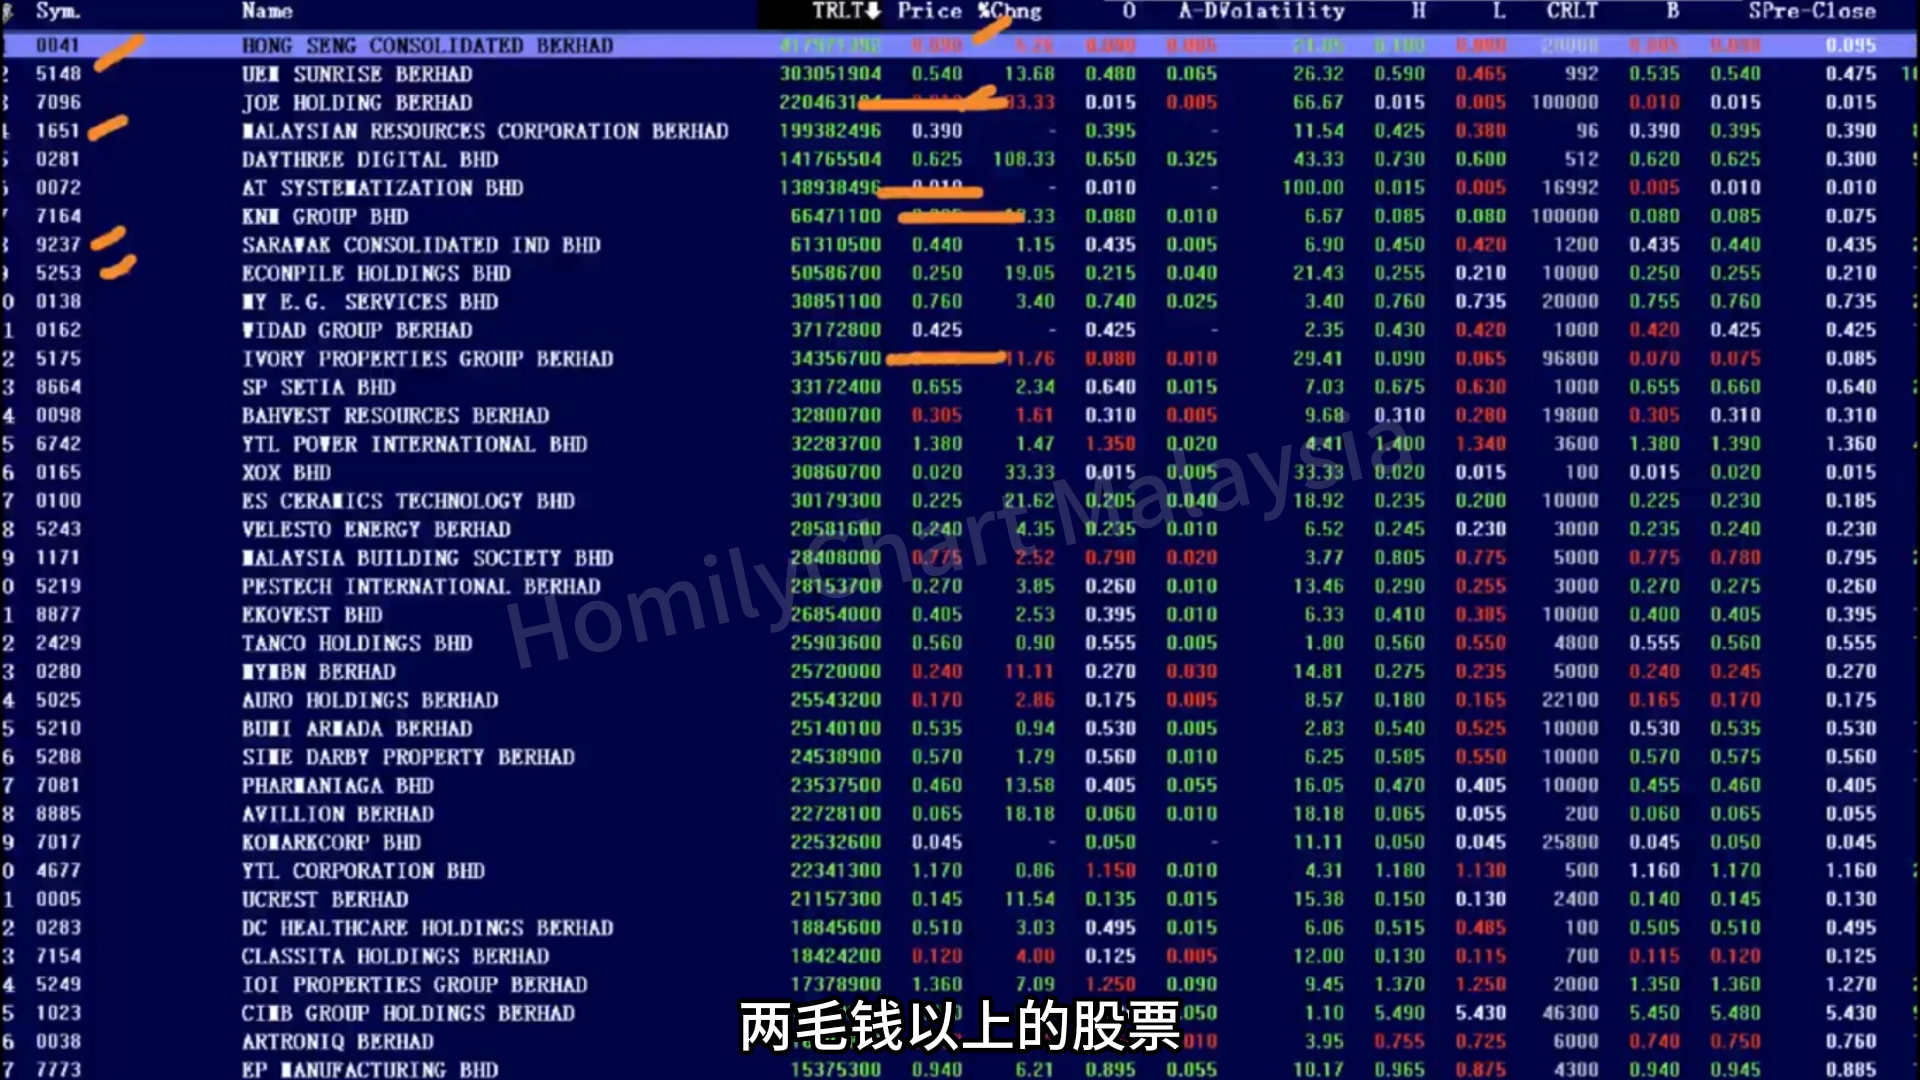 Sym. Name TRLT Price %Chng O A-D Volatility H L CRLT B S Pre-Close
0041 HONG SENG CONSOLIDATED BERHAD 0.095
5148 UEM SUNRISE BERHAD 303051904 0.540 13.68 0.480 0.065 26.32 0.590 0.465 992 0.535 0.540 0.475
7096 JOE HOLDING BERHAD 0.015 0.005 66.67 0.015 0.005 100000 0.010 0.015 0.015
1651 MALAYSIAN RESOURCES CORPORATION BERHAD 199382496 0.390 - 0.395 - 11.54 0.425 0.380 96 0.390 0.395 0.390
0281 DAYTHREE DIGITAL BHD 141765504 0.625 108.33 0.650 0.325 43.33 0.730 0.600 512 0.620 0.625 0.300
0072 AT SYSTEMATIZATION BHD 138938496 - 0.010 - 100.00 0.015 0.005 16992 0.005 0.010 0.010
7164 KNM GROUP BHD 66471100 0.080 0.010 6.67 0.085 0.080 100000 0.080 0.085 0.075
9237 SARAWAK CONSOLIDATED IND BHD 61310500 0.440 1.15 0.435 0.005 6.90 0.450 0.420 1200 0.435 0.440 0.435
5253 ECONPILE HOLDINGS BHD 50586700 0.250 19.05 0.215 0.040 21.43 0.255 0.210 10000 0.250 0.255 0.210
0138 MY E.G. SERVICES BHD 38851100 0.760 3.40 0.740 0.025 3.40 0.760 0.735 20000 0.755 0.760 0.735
0162 WIDAD GROUP BERHAD 37172800 0.425 - 0.425 - 2.35 0.430 0.420 1000 0.420 0.425 0.425
5175 IVORY PROPERTIES GROUP BERHAD 34356700 11.76 0.080 0.010 29.41 0.090 0.065 96800 0.070 0.075 0.085
8664 SP SETIA BHD 33172400 0.655 2.34 0.640 0.015 7.03 0.675 0.630 1000 0.655 0.660 0.640
0098 BAHVEST RESOURCES BERHAD 32800700 0.305 1.61 0.310 0.005 9.68 0.310 0.280 19800 0.305 0.310 0.310
6742 YTL POWER INTERNATIONAL BHD 32283700 1.380 1.47 1.350 0.020 4.41 1.400 1.340 3600 1.380 1.390 1.360
0165 XOX BHD 30860700 0.020 33.33 0.015 0.005 33.33 0.020 0.015 100 0.015 0.020 0.015
0100 ES CERAMICS TECHNOLOGY BHD 30179300 0.225 21.62 0.205 0.040 18.92 0.235 0.200 10000 0.225 0.230 0.185
5243 VELESTO ENERGY BERHAD 28581600 0.240 4.35 0.235 0.010 6.52 0.245 0.230 3000 0.235 0.240 0.230
1171 MALAYSIA BUILDING SOCIETY BHD 28408000 0.775 2.52 0.790 0.020 3.77 0.805 0.775 5000 0.775 0.780 0.795
5219 PESTECH INTERNATIONAL BERHAD 28153700 0.270 3.85 0.260 0.010 13.46 0.290 0.255 3000 0.270 0.275 0.260
8877 EKOVEST BHD 26854000 0.405 2.53 0.395 0.010 6.33 0.410 0.385 10000 0.400 0.405 0.395
2429 TANCO HOLDINGS BHD 25903600 0.560 0.90 0.555 0.005 1.80 0.560 0.550 4800 0.555 0.560 0.555
0280 MYMBN BERHAD 25720000 0.240 11.11 0.270 0.030 14.81 0.275 0.235 5000 0.240 0.245 0.270
5025 AURO HOLDINGS BERHAD 25543200 0.170 2.86 0.175 0.005 8.57 0.180 0.165 22100 0.165 0.170 0.175
5210 BUMI ARMADA BERHAD 25140100 0.535 0.94 0.530 0.005 2.83 0.540 0.525 10000 0.530 0.535 0.530
5288 SIME DARBY PROPERTY BERHAD 24538900 0.570 1.79 0.560 0.010 6.25 0.585 0.550 10000 0.570 0.575 0.560
7081 PHARMANIAGA BHD 23537500 0.460 13.58 0.405 0.055 16.05 0.470 0.405 10000 0.455 0.460 0.405
8885 AVILLION BERHAD 22728100 0.065 18.18 0.060 0.010 18.18 0.065 0.055 200 0.060 0.065 0.055
7017 KOMARKCORP BHD 22532600 0.045 - 0.050 - 11.11 0.050 0.045 25800 0.045 0.050 0.045
4677 YTL CORPORATION BHD 22341300 1.170 0.86 1.150 0.010 4.31 1.180 1.130 500 1.160 1.170 1.160
0005 UCREST BERHAD 21157300 0.145 11.54 0.135 0.015 15.38 0.150 0.130 2400 0.140 0.145 0.130
0283 DC HEALTHCARE HOLDINGS BERHAD 18845600 0.510 3.03 0.495 0.015 6.06 0.515 0.485 100 0.505 0.510 0.495
7154 CLASSITA HOLDINGS BERHAD 18424200 0.120 4.00 0.125 0.005 12.00 0.130 0.115 700 0.115 0.120 0.125
5249 IOI PROPERTIES GROUP BERHAD 17378900 1.360 7.09 1.250 0.090 9.45 1.370 1.250 2000 1.350 1.360 1.270
1023 CIMB GROUP HOLDINGS BERHAD 1.10 5.490 5.430 46300 5.450 5.480 5.430
0038 ARTRONIQ BERHAD 3.95 0.755 0.725 6000 0.740 0.750 0.760
7773 EP MANUFACTURING BHD 15375300 0.940 6.21 0.895 0.055 10.17 0.965 0.875 4300 0.940 0.945 0.885
HomilyChart Malaysia
两毛钱以上的股票